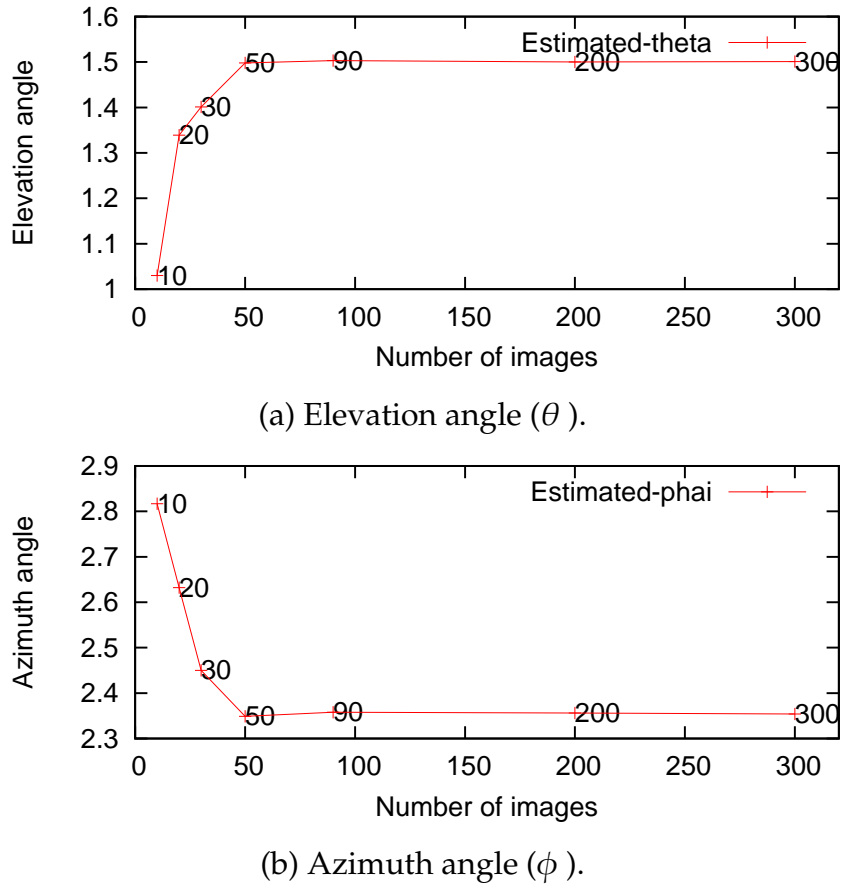 1.6
1.5
1.4
1.3
1.2
1.1
1
Elevation angle
Estimated-theta
10
20
30
50
90
200
300
0 50 100 150 200 250 300
Number of images
(a) Elevation angle (θ ).
2.9
2.8
2.7
2.6
2.5
2.4
2.3
Azimuth angle
Estimated-phai
10
20
30
50
90
200
300
0 50 100 150 200 250 300
Number of images
(b) Azimuth angle (ϕ ).